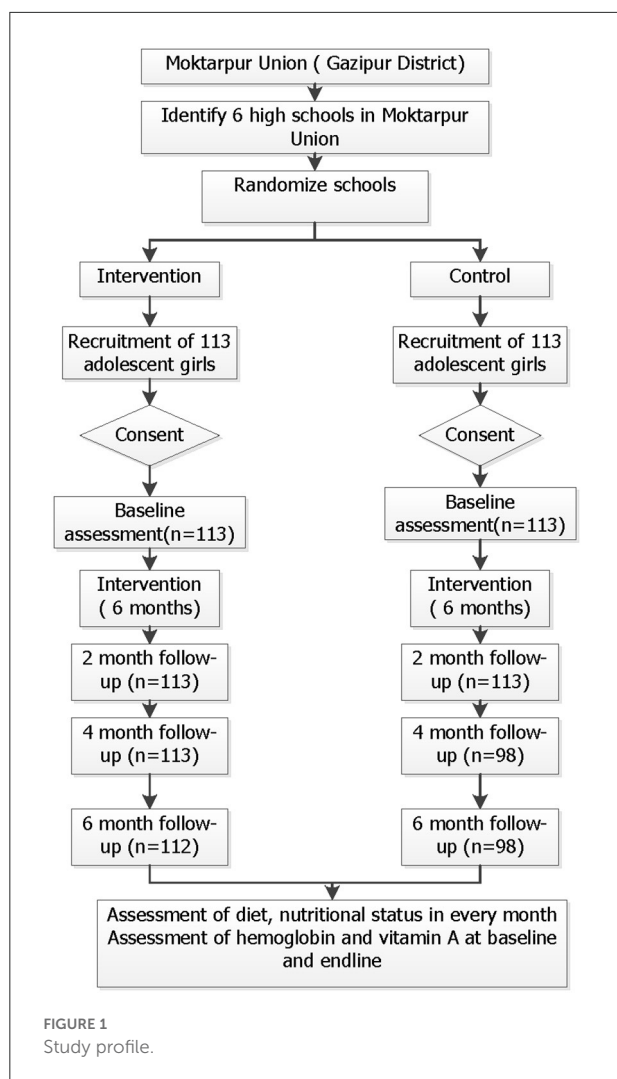 Moktarpur Union ( Gazipur District)
Identify 6 high schools in Moktarpur
Union
Randomize schools
Intervention
Control
Recruitment of 113
adolescent girls
Recruitment of 113
adolescent girls
Consent
Consent
Baseline
assessment(n=113)
Baseline
assessment(n=113)
Intervention
( 6 months)
Intervention
( 6 months)
2 month follow-
up (n=113)
2 month follow-
up (n=113)
4 month follow-
up (n=113)
4 month follow-
up (n=98)
6 month follow-
up (n=112)
6 month follow-
up (n=98)
Assessment of diet, nutritional status in every month
Assessment of hemoglobin and vitamin A at baseline
and endline
FIGURE 1
Study profile.